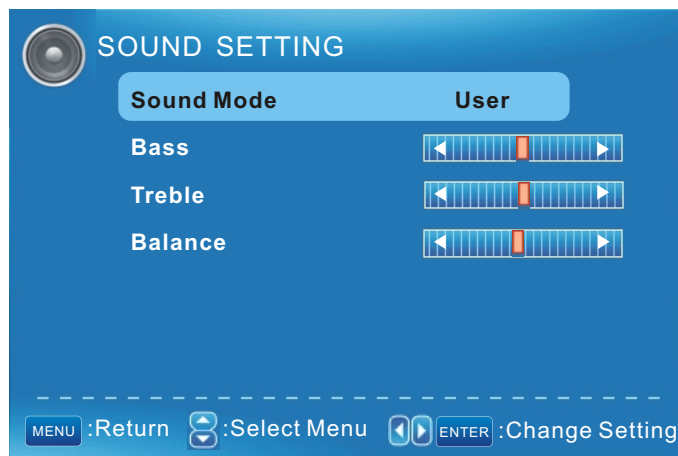 SOUND SETTING
Sound Mode User
Bass
Treble
Balance
MENU :Return :Select Menu ENTER :Change Setting